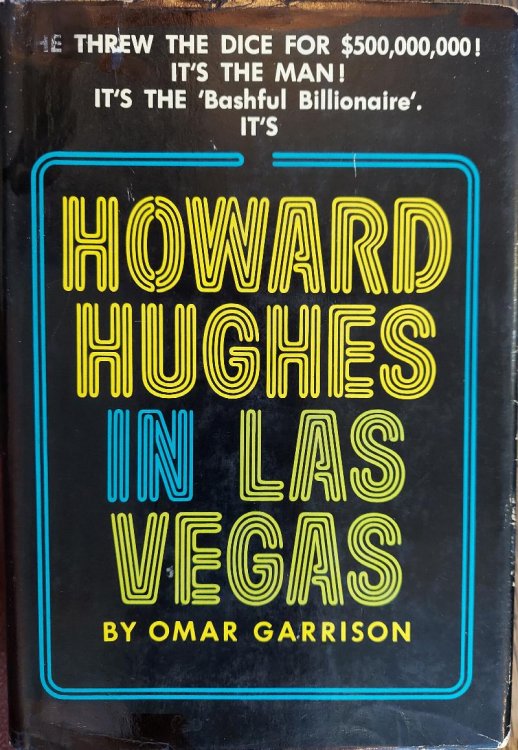 HE THREW THE DICE FOR $500,000,000!
IT'S THE MAN!
IT'S THE 'Bashful Billionaire'.
IT'S
HOWARD
HUGHES
IN LAS
VEGAS
BY OMAR GARRISON